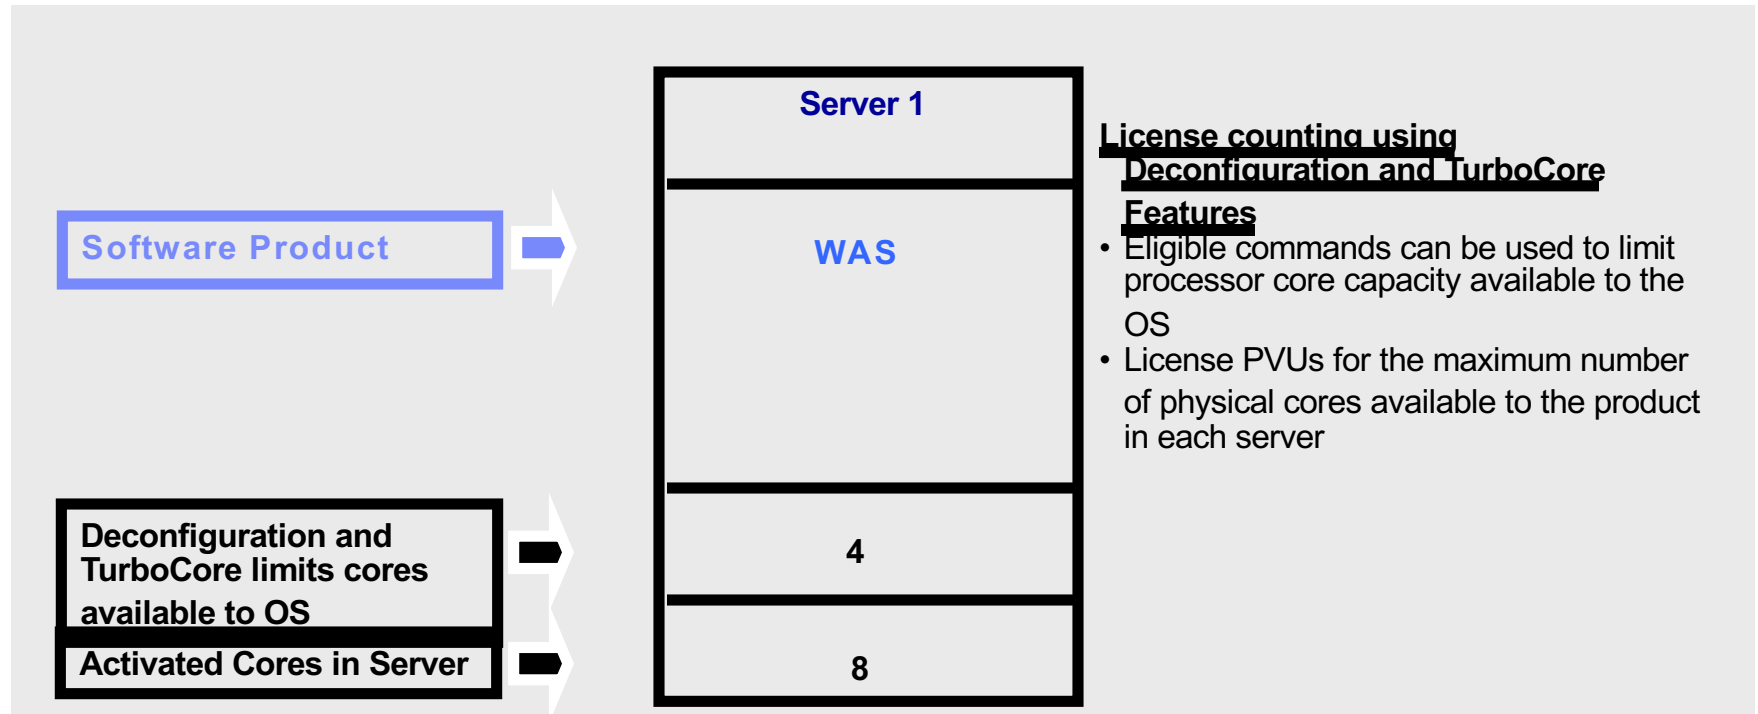 Server 1
Software Product
WAS
Deconfiguration and
TurboCore limits cores
available to OS
4
Activated Cores in Server
8
License counting using
Deconfiguration and TurboCore
Features
• Eligible commands can be used to limit
processor core capacity available to the
OS
• License PVUs for the maximum number
of physical cores available to the product
in each server